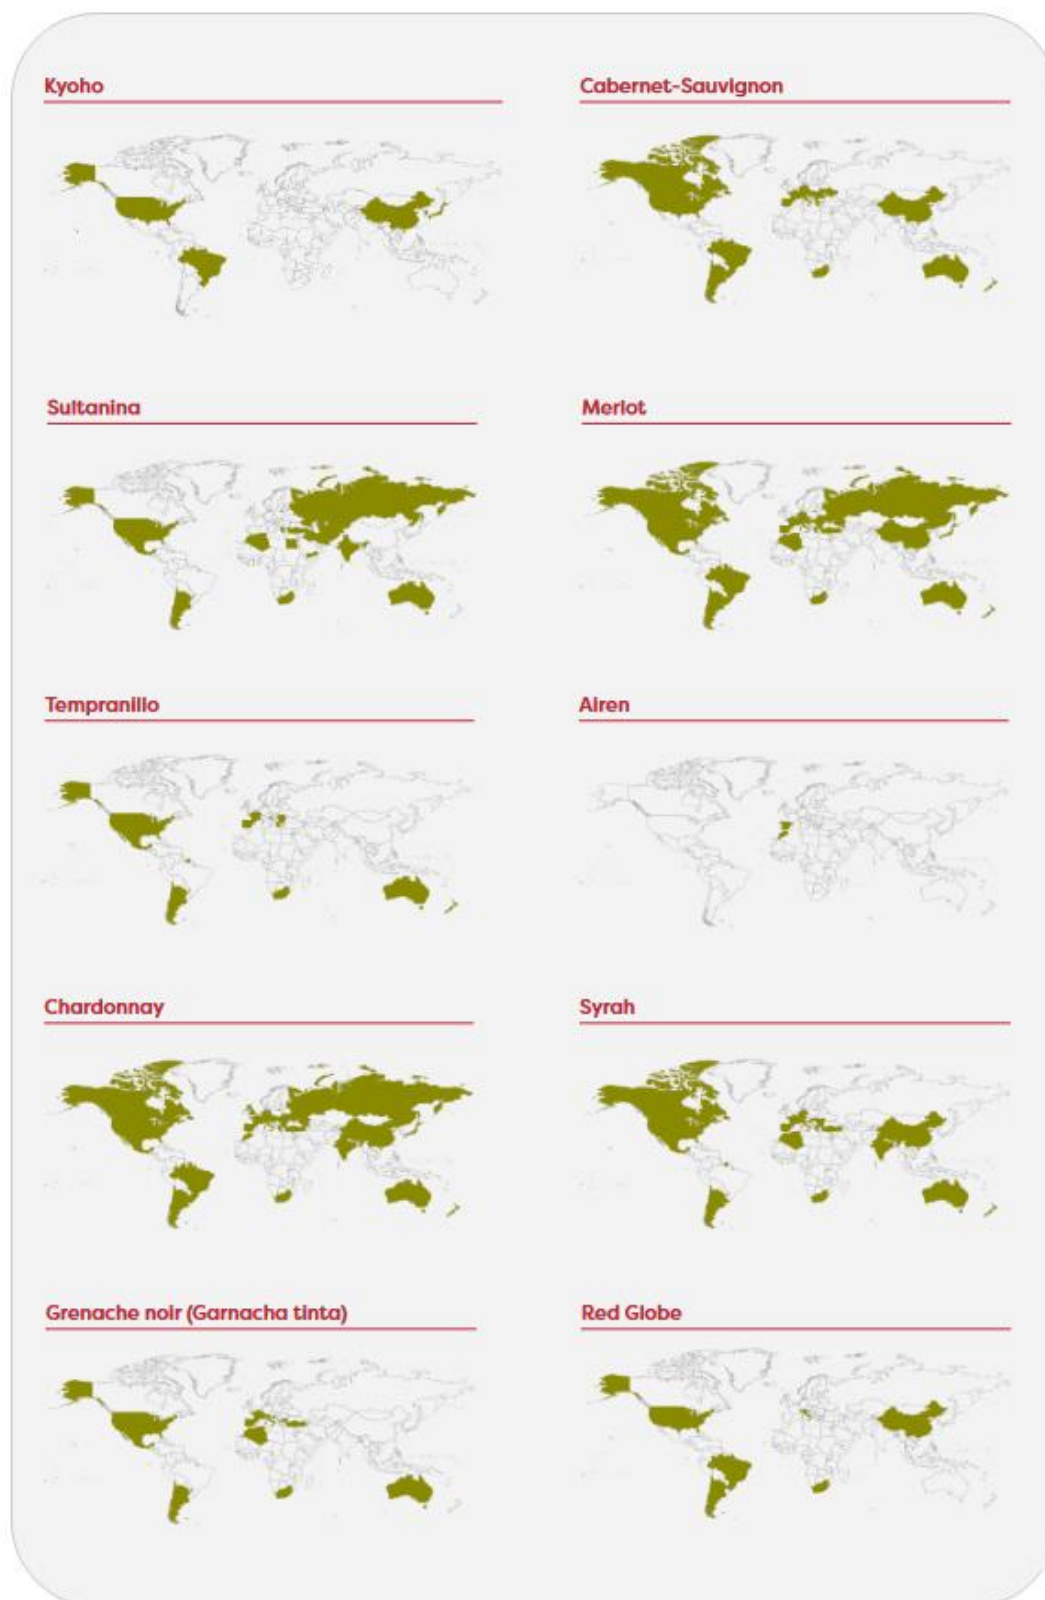 Kyoho
Cabernet-Sauvignon
Sultanina
Merlot
Tempranillo
Airen
Chardonnay
Syrah
Grenache noir (Garnacha tinta)
Red Globe